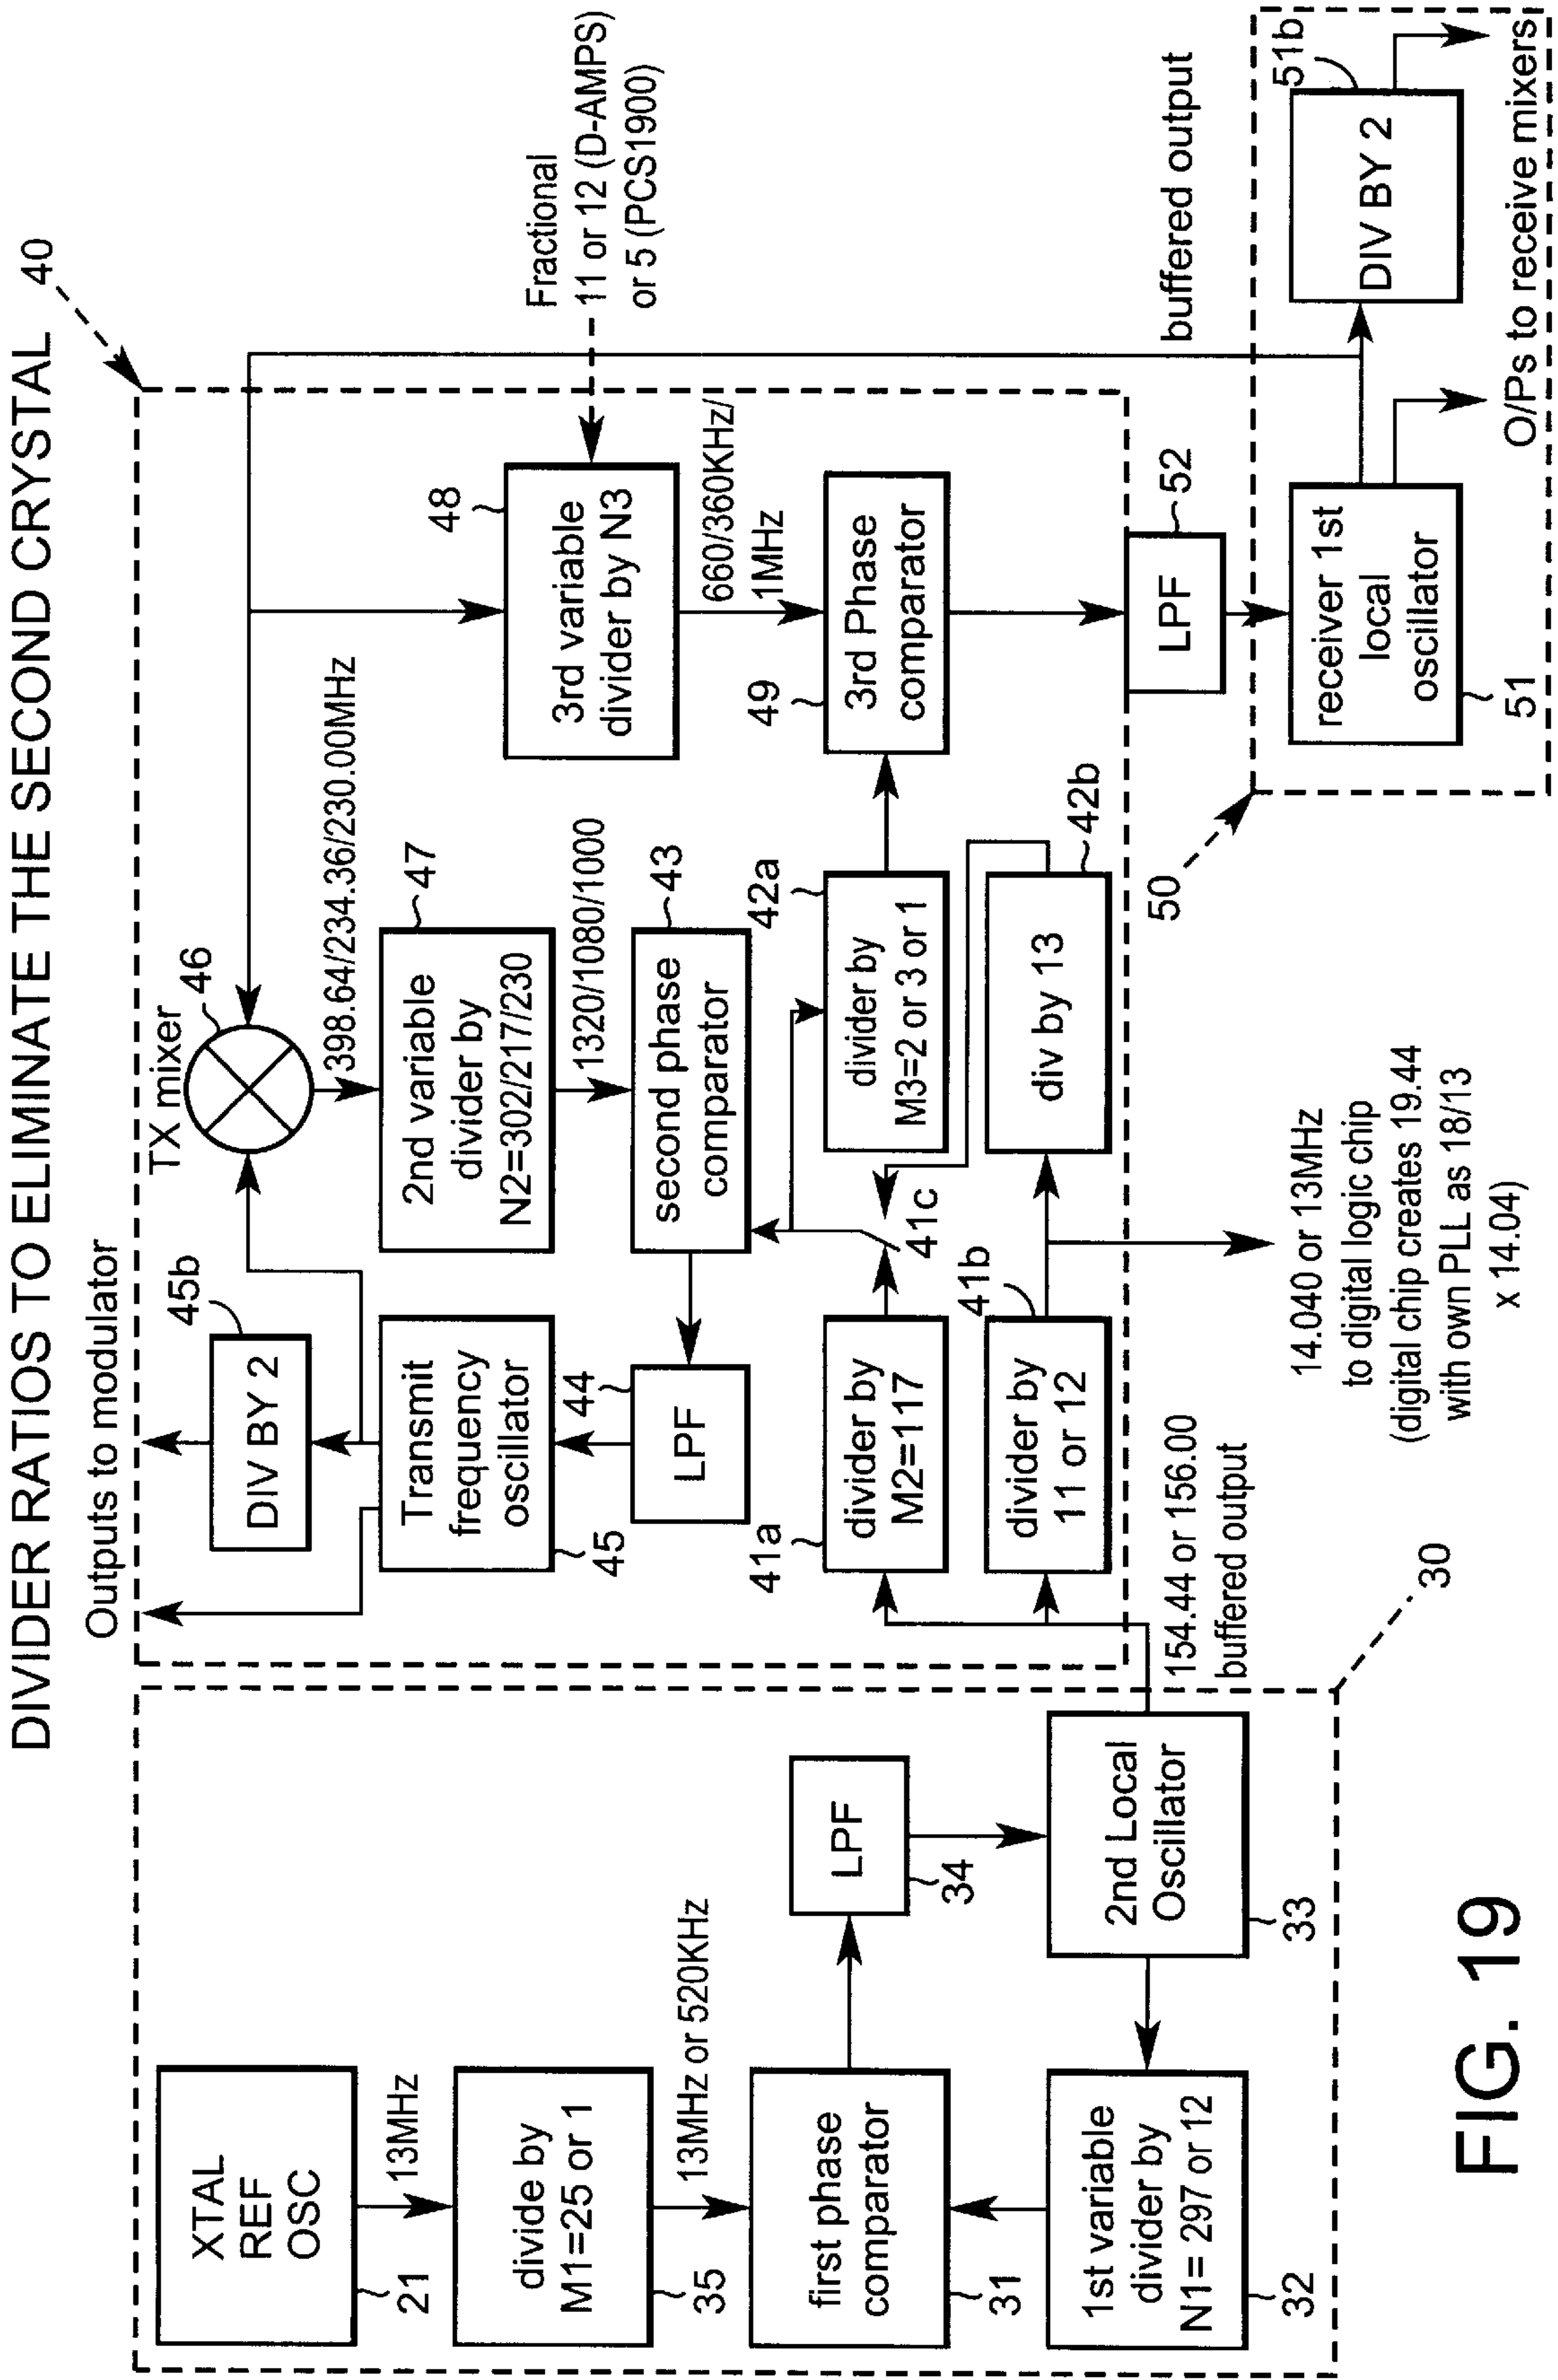 DIVIDER RATIOS TO ELIMINATE THE SECOND CRYSTAL
40
Outputs to modulator
TX mixer
46
45b
DIV BY 2
398.64/234.36/230.00MHz
Fractional
11 or 12 (D-AMPS)
or 5 (PCS1900)
Transmit
frequency
oscillator
45
2nd variable
divider by
N2=302/217/230
47
48
3rd variable
divider by N3
44
LPF
1320/1080/1000
660/360KHz/
1MHz
second phase
comparator
43
41a
divider by
M2=117
41c
divider by
M3=2 or 3 or 1
42a
49
3rd Phase
comparator
divider by
11 or 12
41b
div by 13
42b
LPF
52
buffered output
154.44 or 156.00
buffered output
14.040 or 13MHz
to digital logic chip
(digital chip creates 19.44
with own PLL as 18/13
x 14.04)
50
receiver 1st
local
oscillator
51
DIV BY 2
51b
O/Ps to receive mixers
30
XTAL
REF
OSC
21
13MHz
divide by
M1=25 or 1
35
13MHz or 520KHz
first phase
comparator
31
LPF
34
1st variable
divider by
N1= 297 or 12
32
2nd Local
Oscillator
33
FIG. 19